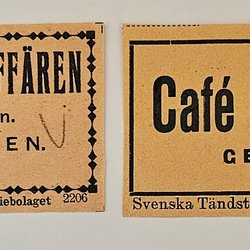 FFÄREN
n.
EN.
iebolaget 2206
Café
GE
Svenska Tändst